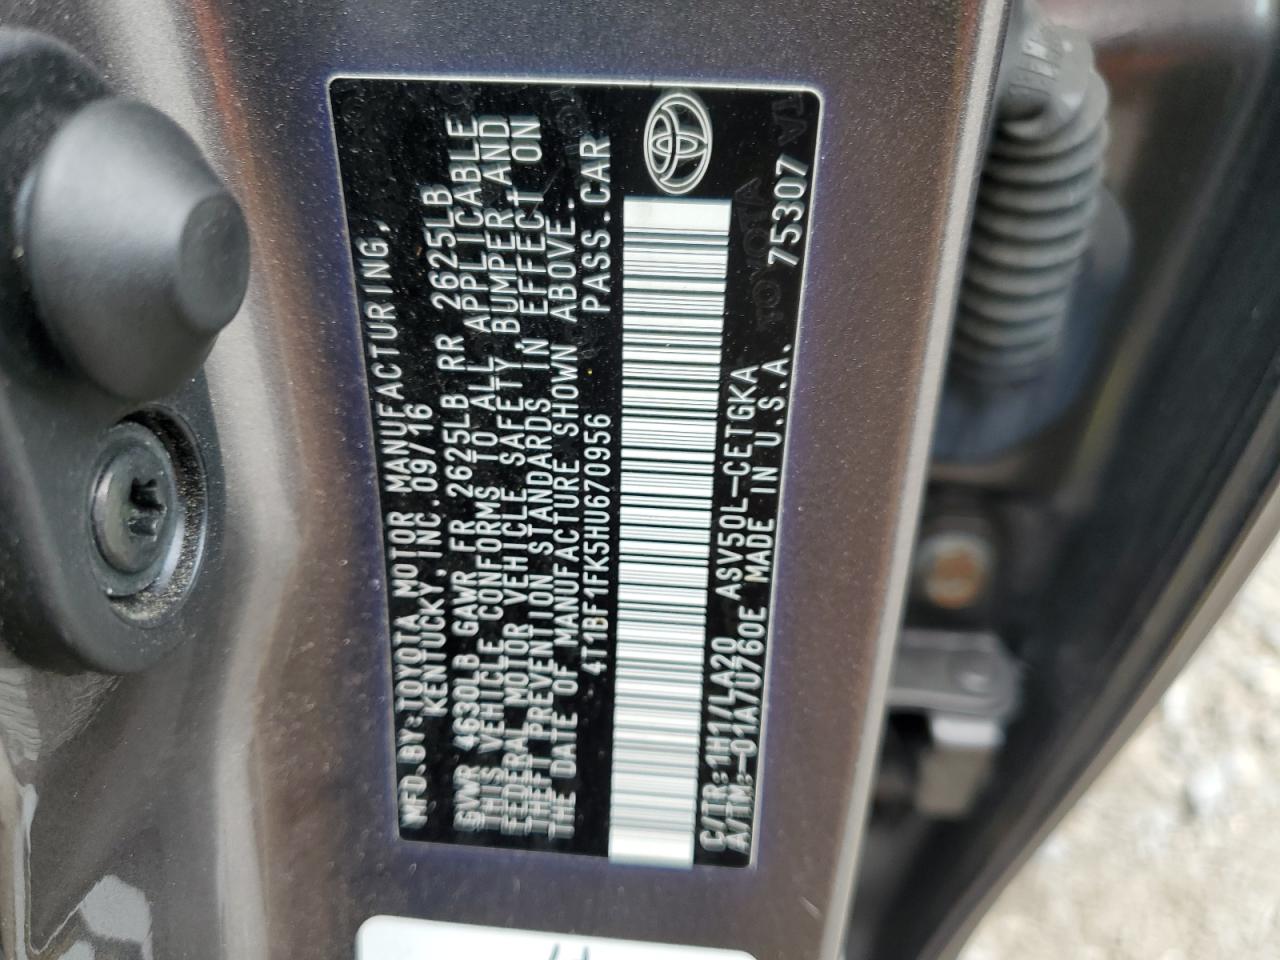 MFD.BY:TOYOTA MOTOR MANUFACTURING,
KENTUCKY,INC.09/16
GVWR 4630LB GAWR FR 2625LB RR 2625LB
THIS VEHICLE CONFORMS TO ALL APPLICABLE
FEDERAL MOTOR VEHICLE SAFETY,BUMPER,AND
THEFT PREVENTION STANDARDS IN EFFECT ON
THE DATE OF MANUFACTURE SHOWN ABOVE.
4T1BF1FK5HU670956 PASS.CAR
C/TR:1H1/LA20 ASV50L-CETGKA
A/TM:-01A/U760E MADE IN U.S.A. 75307
TOYOTA